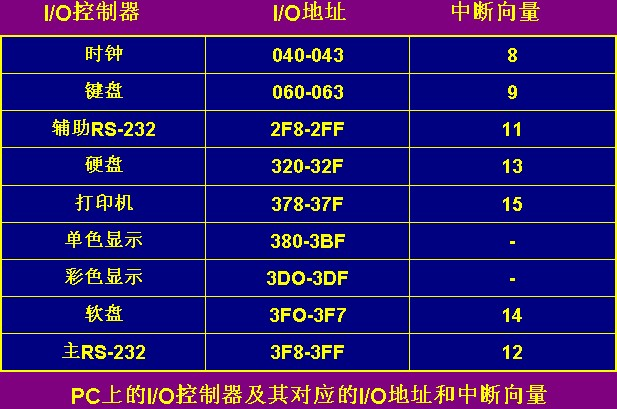 I/O控制器 I/O地址 中断向量
时钟 040-043 8
键盘 060-063 9
辅助RS-232 2F8-2FF 11
硬盘 320-32F 13
打印机 378-37F 15
单色显示 380-3BF -
彩色显示 3DO-3DF -
软盘 3FO-3F7 14
主RS-232 3F8-3FF 12
PC上的I/O控制器及其对应的I/O地址和中断向量